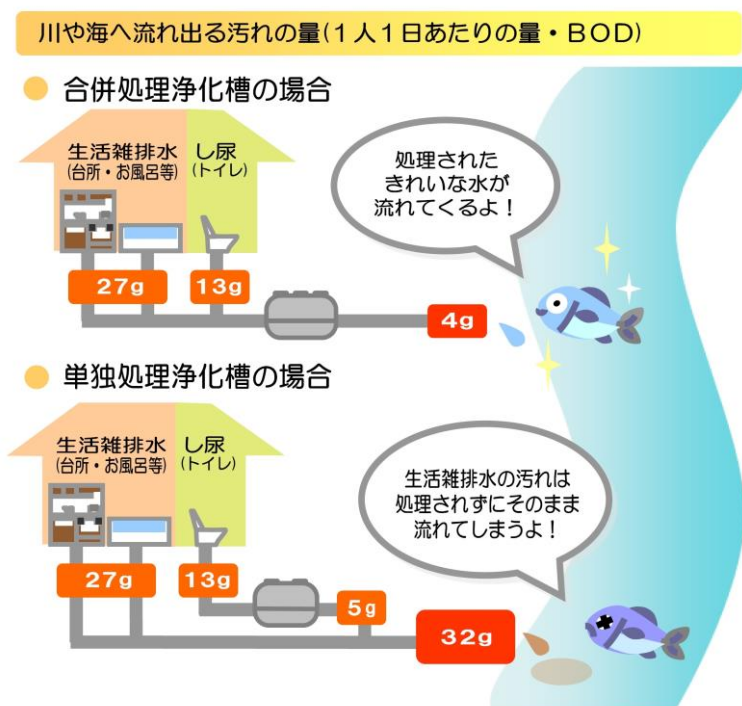 川や海へ流れ出る汚れの量(１人１日あたりの量・ＢＯＤ)
合併処理浄化槽の場合
生活雑排水
(台所・お風呂等)
し尿
(トイレ)
27g
13g
4g
処理された
きれいな水が
流れてくるよ！
単独処理浄化槽の場合
生活雑排水
(台所・お風呂等)
し尿
(トイレ)
27g
13g
5g
32g
生活雑排水の汚れは
処理されずにそのまま
流れてしまうよ！